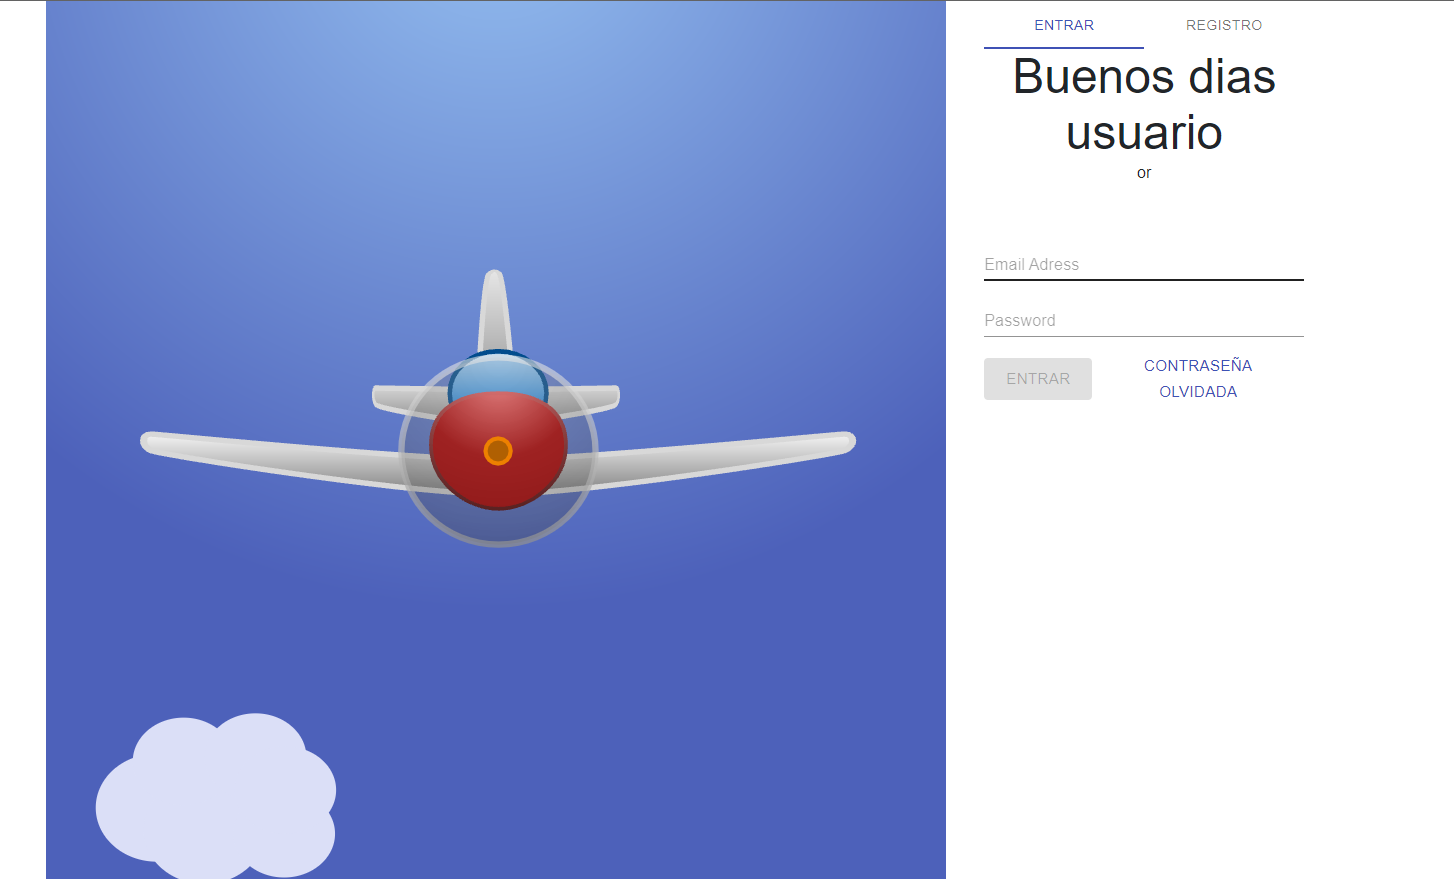 ENTRAR REGISTRO
Buenos dias
usuario
or
Email Adress
Password
ENTRAR
CONTRASEÑA
OLVIDADA